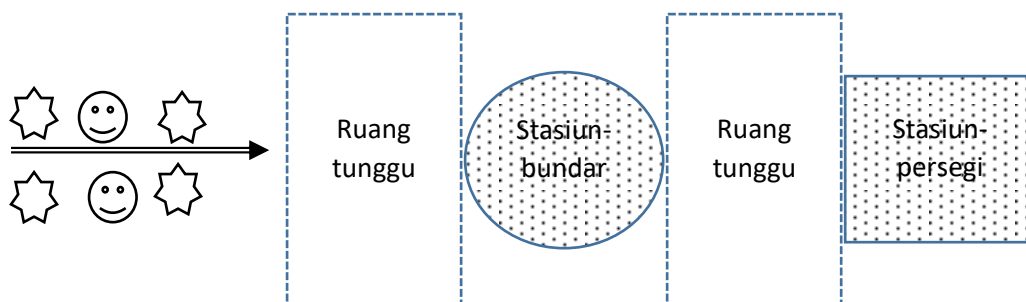 Ruang
tunggu
Stasiun-
bundar
Ruang
tunggu
Stasiun-
persegi